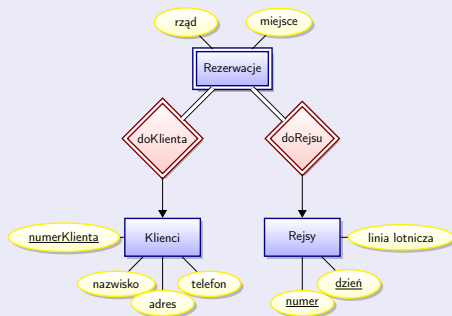 rząd miejsce
Rezerwacje
doKlienta doRejsu
numerKlienta Klienci Rejsy linia lotnicza
nazwisko telefon dzień
adres numer